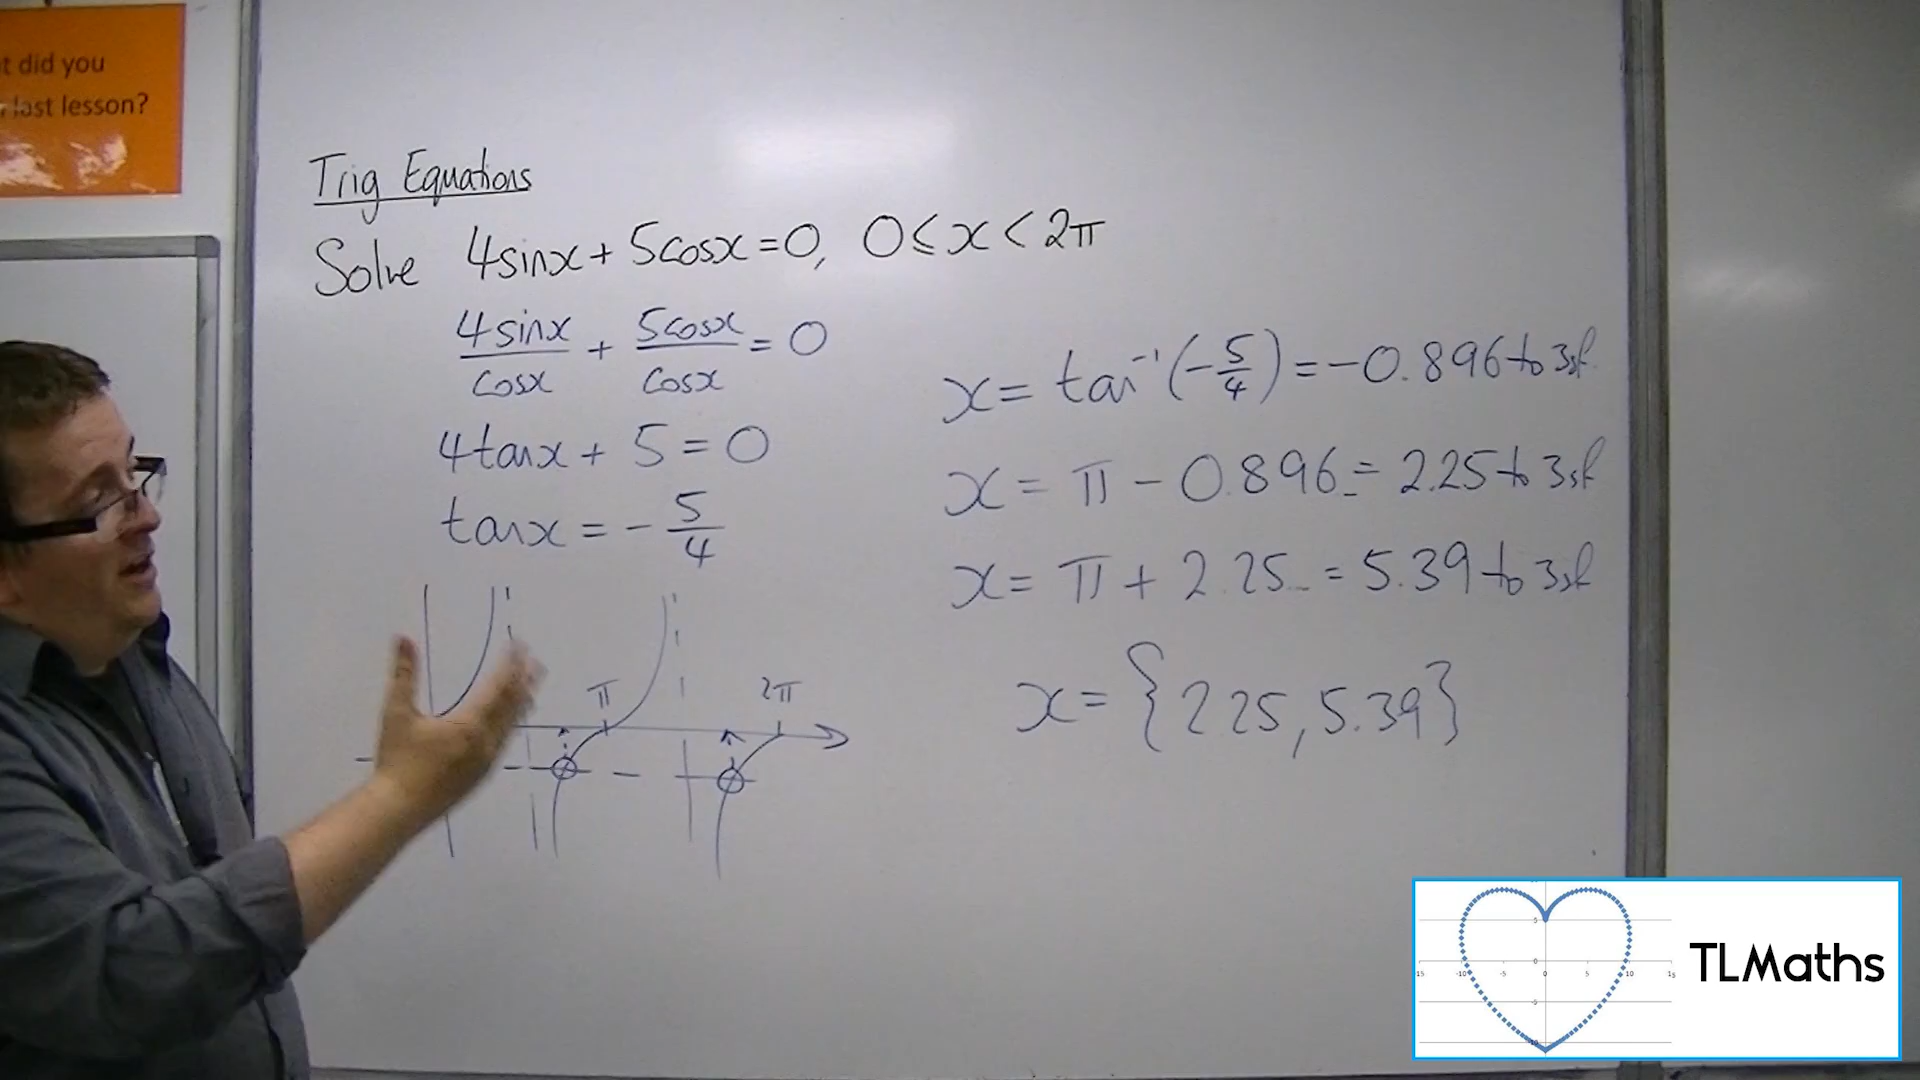 t did you
last lesson?
Trig Equations
Solve 4sinx + 5cosx = 0, 0 ≤ x < 2π
4sinx/cosx + 5cosx/cosx = 0
4tanx + 5 = 0
tanx = -5/4
π 2π
x = tan⁻¹(-5/4) = -0.896 to 3sf
x = π - 0.896.. = 2.25 to 3sf
x = π + 2.25... = 5.39 to 3sf
x = {2.25, 5.39}
TLMaths